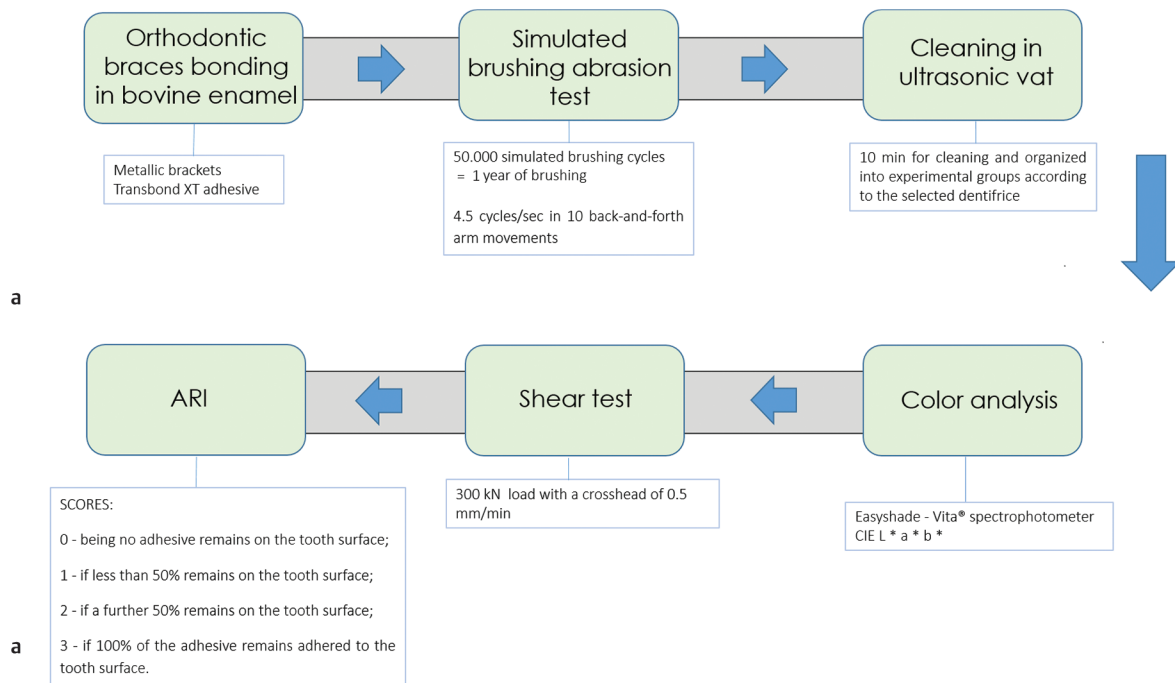 Orthodontic
braces bonding
in bovine enamel
Metallic brackets
Transbond XT adhesive
Simulated
brushing abrasion
test
50.000 simulated brushing cycles
= 1 year of brushing
4.5 cycles/sec in 10 back-and-forth
arm movements
Cleaning in
ultrasonic vat
10 min for cleaning and organized
into experimental groups according
to the selected dentifrice
a
Color analysis
Easyshade - Vita® spectrophotometer
CIE L * a * b *
Shear test
300 kN load with a crosshead of 0.5
mm/min
ARI
SCORES:
0 - being no adhesive remains on the tooth surface;
1 - if less than 50% remains on the tooth surface;
2 - if a further 50% remains on the tooth surface;
3 - if 100% of the adhesive remains adhered to the
tooth surface.
a